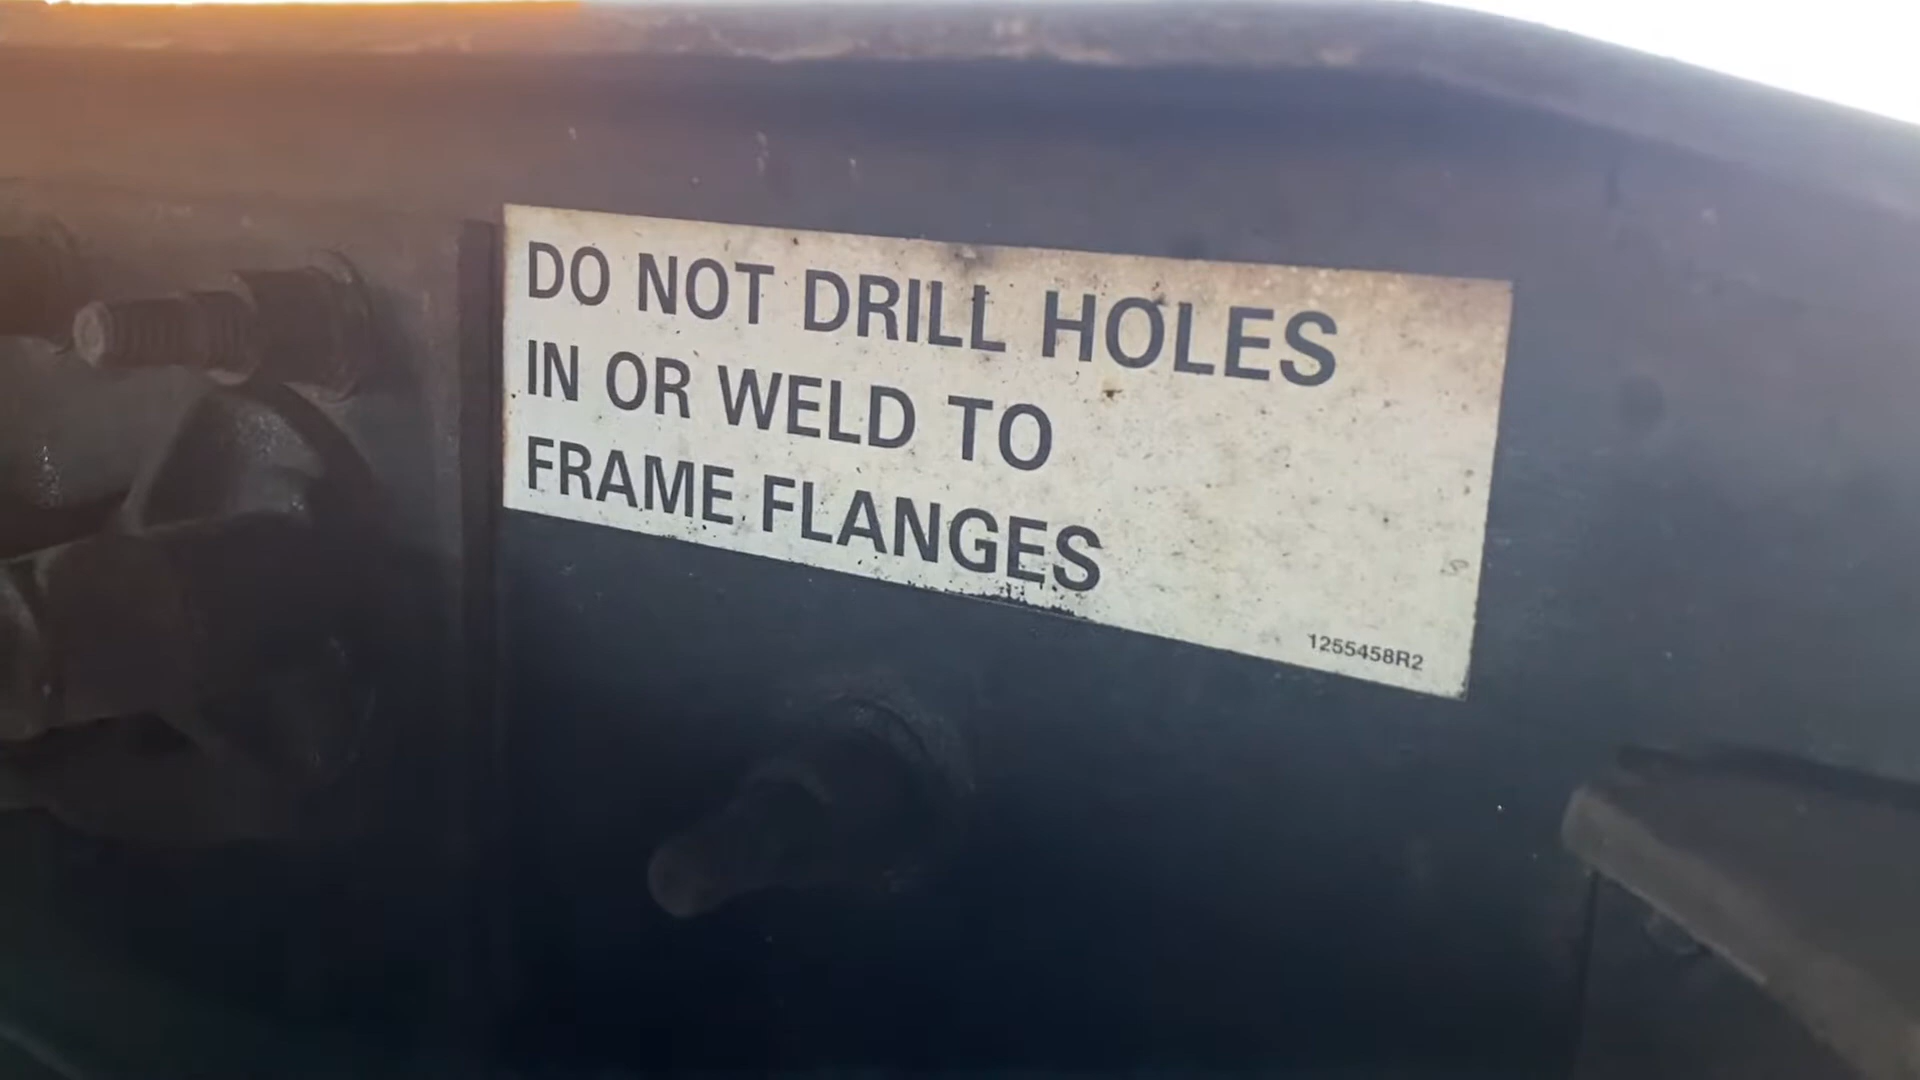 DO NOT DRILL HOLES
IN OR WELD TO
FRAME FLANGES
1255458R2